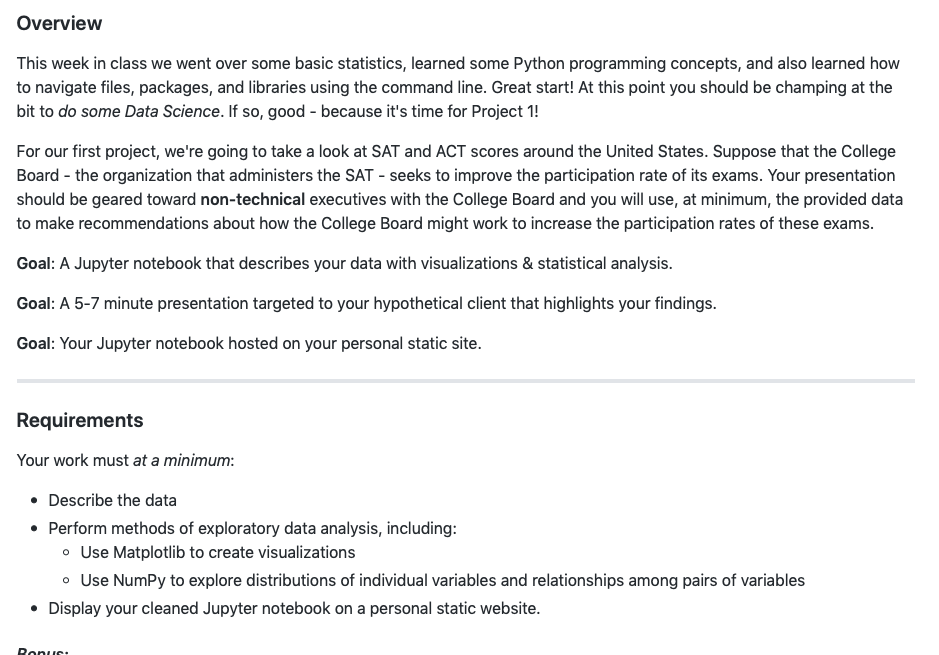 Overview
This week in class we went over some basic statistics, learned some Python programming concepts, and also learned how
to navigate files, packages, and libraries using the command line. Great start! At this point you should be champing at the
bit to do some Data Science. If so, good - because it's time for Project 1!
For our first project, we're going to take a look at SAT and ACT scores around the United States. Suppose that the College
Board - the organization that administers the SAT - seeks to improve the participation rate of its exams. Your presentation
should be geared toward non-technical executives with the College Board and you will use, at minimum, the provided data
to make recommendations about how the College Board might work to increase the participation rates of these exams.
Goal: A Jupyter notebook that describes your data with visualizations & statistical analysis.
Goal: A 5-7 minute presentation targeted to your hypothetical client that highlights your findings.
Goal: Your Jupyter notebook hosted on your personal static site.
Requirements
Your work must at a minimum:
• Describe the data
• Perform methods of exploratory data analysis, including:
◦ Use Matplotlib to create visualizations
◦ Use NumPy to explore distributions of individual variables and relationships among pairs of variables
• Display your cleaned Jupyter notebook on a personal static website.
Bonus: